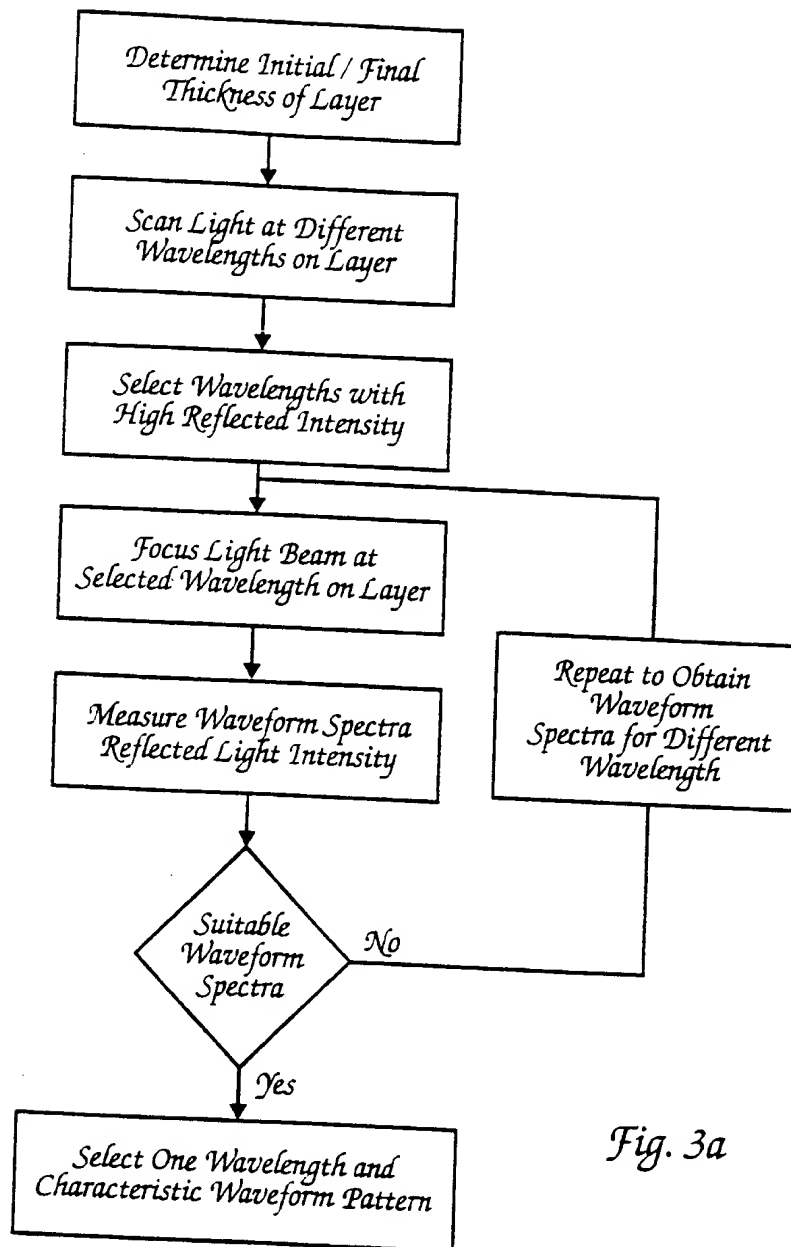 Determine Initial / Final
Thickness of Layer
Scan Light at Different
Wavelengths on Layer
Select Wavelengths with
High Reflected Intensity
Focus Light Beam at
Selected Wavelength on Layer
Measure Waveform Spectra
Reflected Light Intensity
Repeat to Obtain
Waveform
Spectra for Different
Wavelength
Suitable
Waveform
Spectra
No
Yes
Select One Wavelength and
Characteristic Waveform Pattern
Fig. 3a